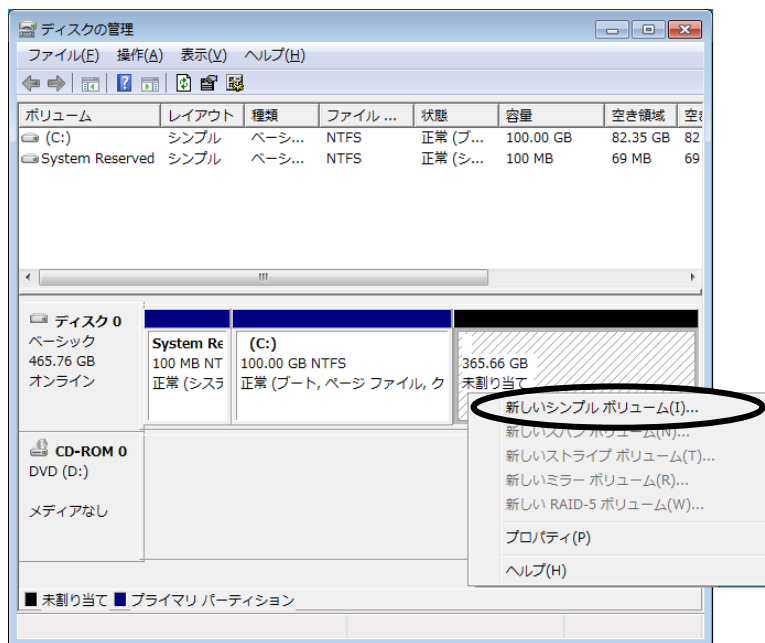 ディスクの管理
ファイル(F) 操作(A) 表示(V) ヘルプ(H)
ボリューム レイアウト 種類 ファイル ... 状態 容量 空き領域 空き
(C:) シンプル ベーシ... NTFS 正常 (ブ... 100.00 GB 82.35 GB 82
System Reserved シンプル ベーシ... NTFS 正常 (シ... 100 MB 69 MB 69
ディスク 0
ベーシック
465.76 GB
オンライン
System Re
100 MB NT
正常 (システ
(C:)
100.00 GB NTFS
正常 (ブート, ページ ファイル, ク
365.66 GB
未割り当て
新しいシンプル ボリューム(I)...
新しいスパン ボリューム(N)...
新しいストライプ ボリューム(T)...
新しいミラー ボリューム(R)...
新しい RAID-5 ボリューム(W)...
プロパティ(P)
ヘルプ(H)
CD-ROM 0
DVD (D:)
メディアなし
未割り当て プライマリ パーティション